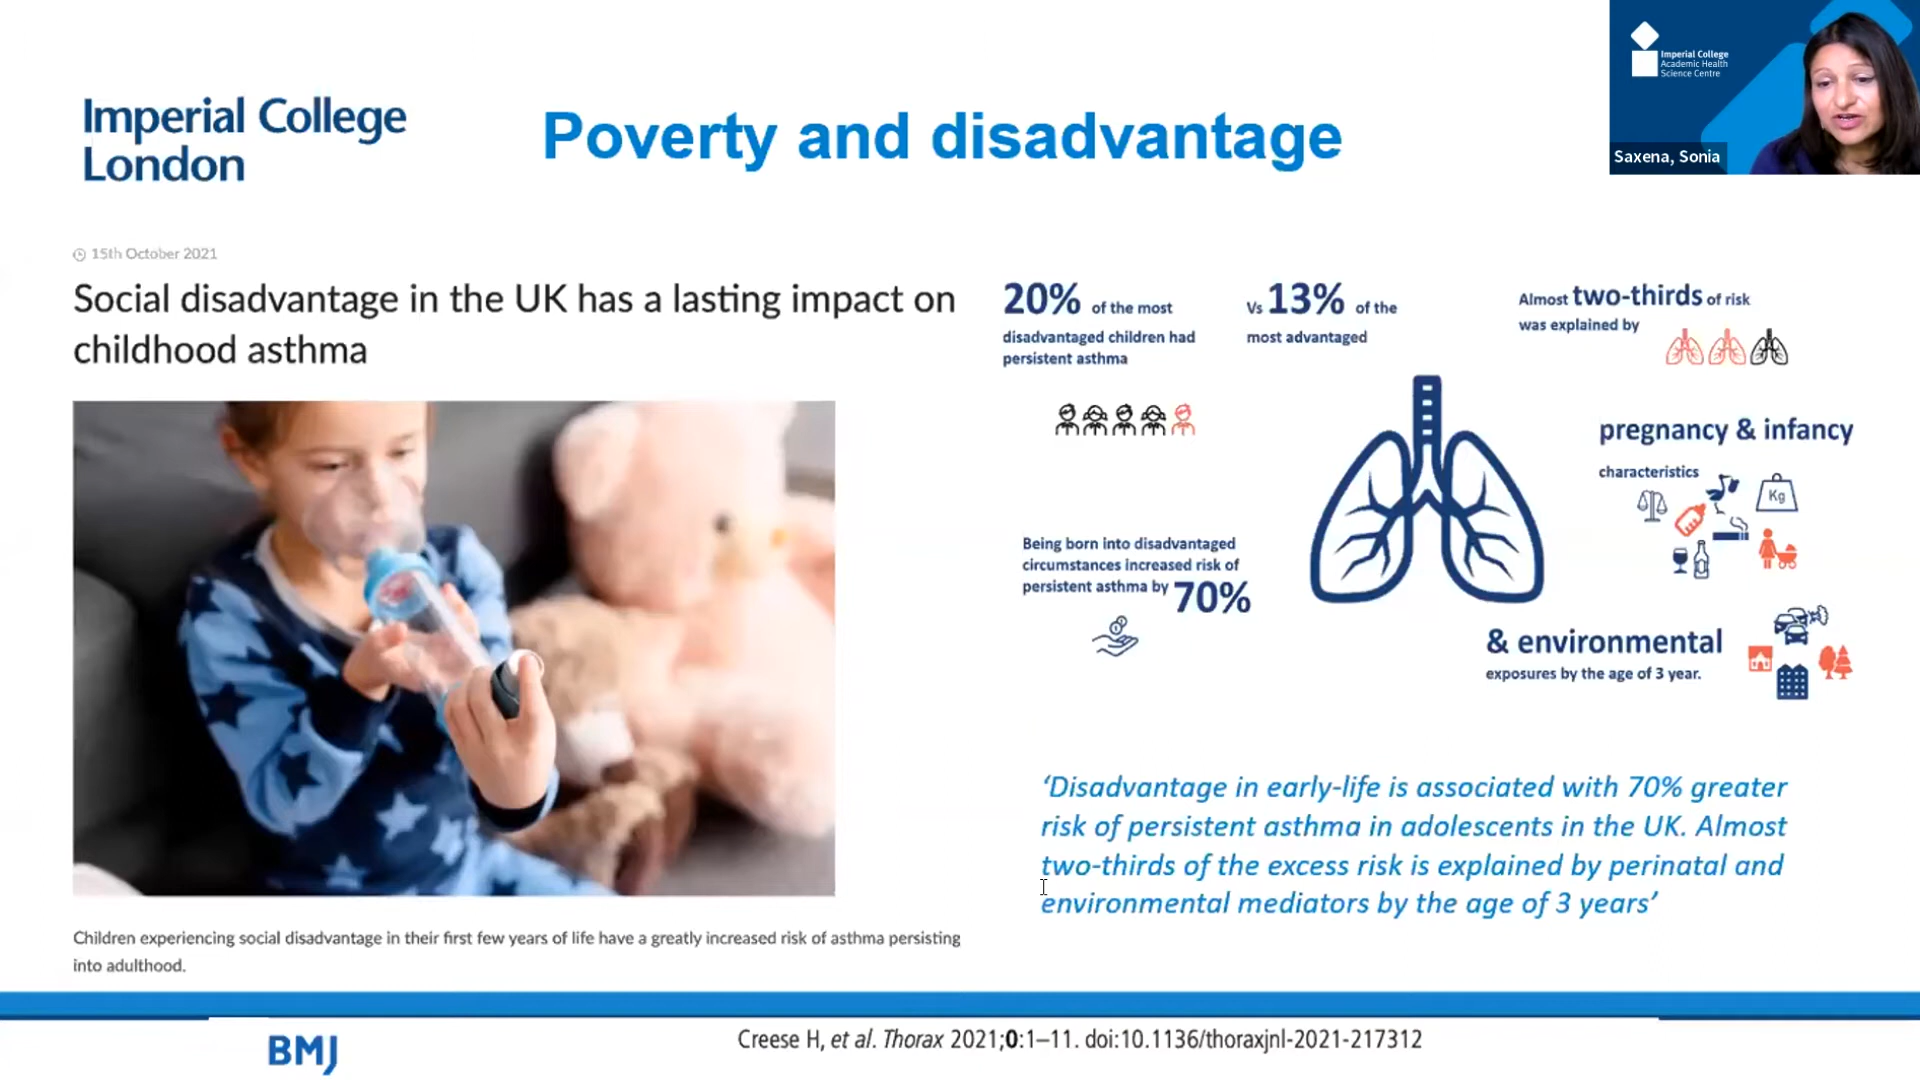 Imperial College
London
Poverty and disadvantage
Imperial College
Academic Health
Science Centre
Saxena, Sonia
15th October 2021
Social disadvantage in the UK has a lasting impact on
childhood asthma
20% of the most
disadvantaged children had
persistent asthma
Vs 13% of the
most advantaged
Almost two-thirds of risk
was explained by
pregnancy & infancy
characteristics
Kg
Being born into disadvantaged
circumstances increased risk of
persistent asthma by 70%
& environmental
exposures by the age of 3 year.
‘Disadvantage in early-life is associated with 70% greater
risk of persistent asthma in adolescents in the UK. Almost
two-thirds of the excess risk is explained by perinatal and
environmental mediators by the age of 3 years’
Children experiencing social disadvantage in their first few years of life have a greatly increased risk of asthma persisting
into adulthood.
BMJ
Creese H, et al. Thorax 2021;0:1–11. doi:10.1136/thoraxjnl-2021-217312